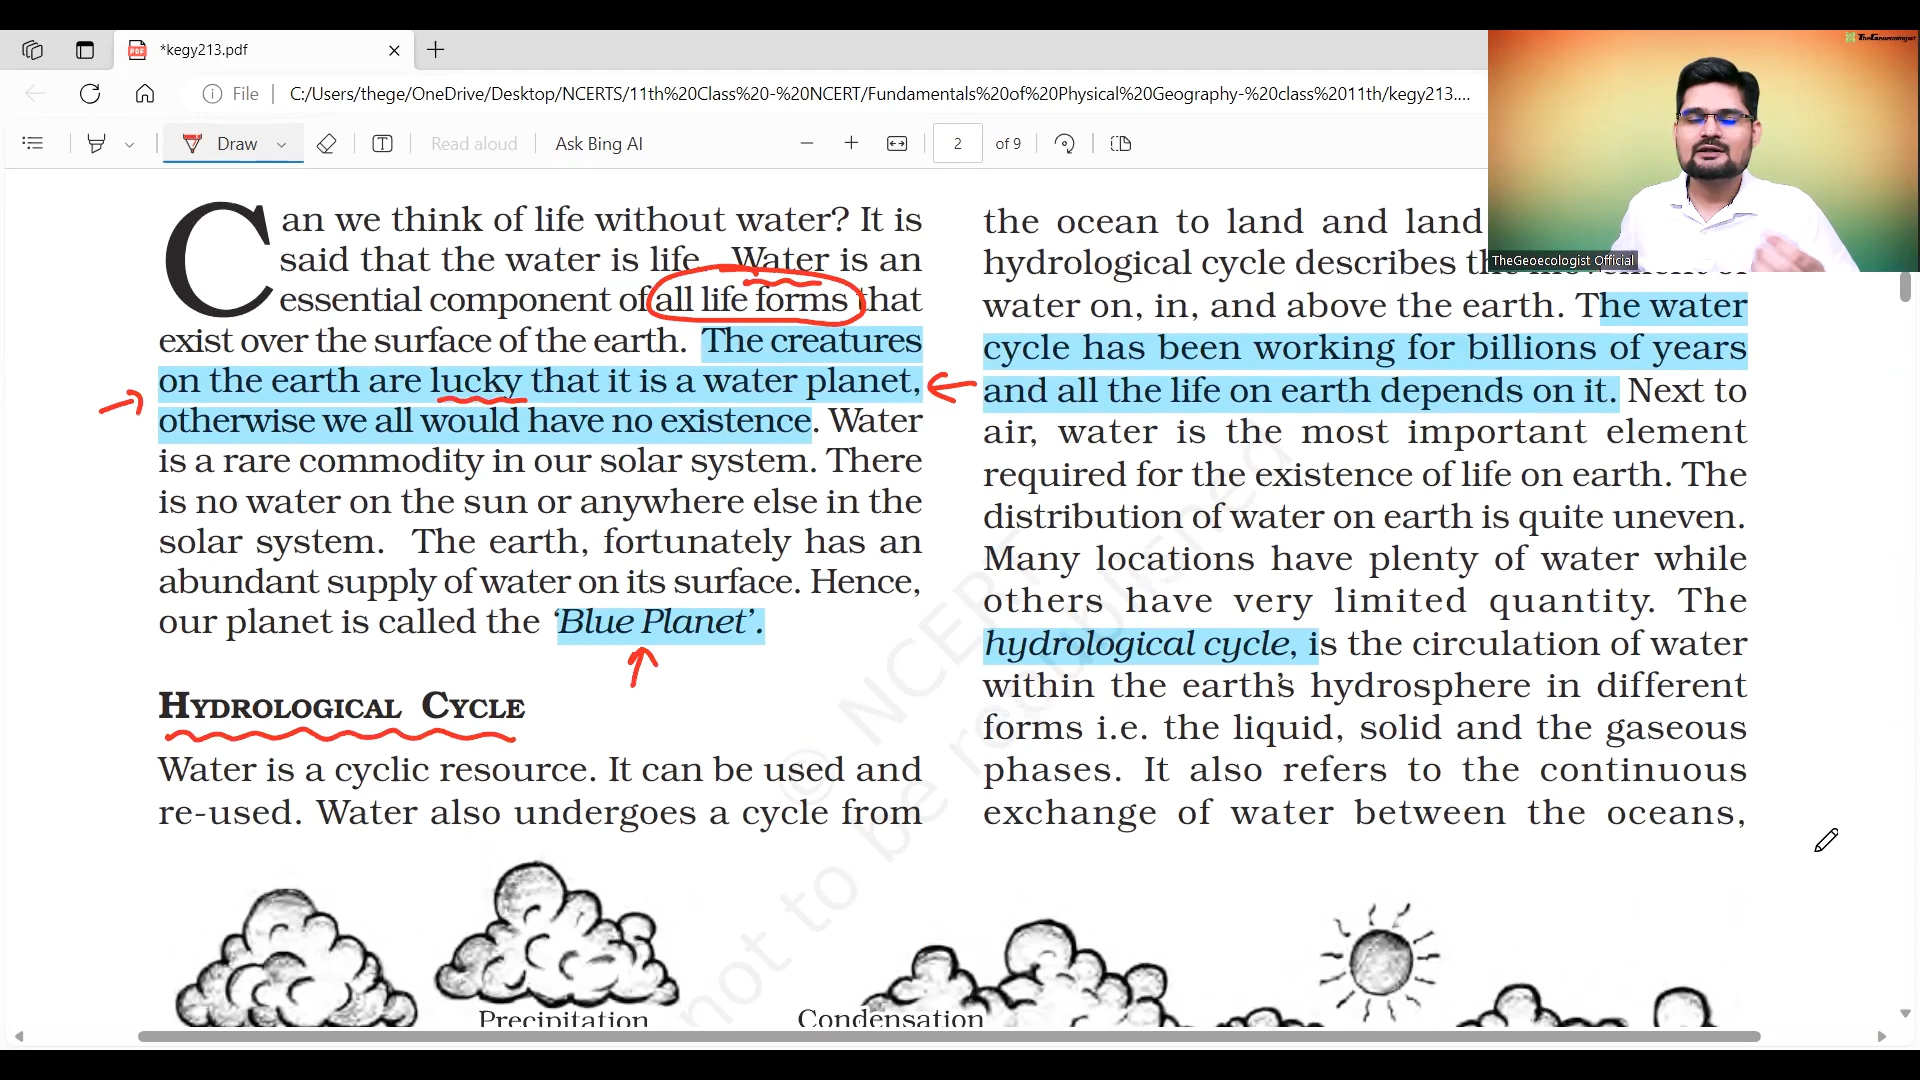 *kegy213.pdf
TheGeoecologist
File
C:/Users/thege/OneDrive/Desktop/NCERTS/11th%20Class%20-%20NCERT/Fundamentals%20of%20Physical%20Geography-%20class%2011th/kegy213....
Draw
Read aloud
Ask Bing AI
2
of 9
TheGeoecologist Official
Can we think of life without water? It is
said that the water is life. Water is an
essential component of all life forms that
exist over the surface of the earth. The creatures
on the earth are lucky that it is a water planet,
otherwise we all would have no existence. Water
is a rare commodity in our solar system. There
is no water on the sun or anywhere else in the
solar system. The earth, fortunately has an
abundant supply of water on its surface. Hence,
our planet is called the ‘Blue Planet’.
HYDROLOGICAL CYCLE
Water is a cyclic resource. It can be used and
re-used. Water also undergoes a cycle from
the ocean to land and land
hydrological cycle describes the movement of
water on, in, and above the earth. The water
cycle has been working for billions of years
and all the life on earth depends on it. Next to
air, water is the most important element
required for the existence of life on earth. The
distribution of water on earth is quite uneven.
Many locations have plenty of water while
others have very limited quantity. The
hydrological cycle, is the circulation of water
within the earth’s hydrosphere in different
forms i.e. the liquid, solid and the gaseous
phases. It also refers to the continuous
exchange of water between the oceans,
© NCERT
not to be republished
Precipitation
Condensation